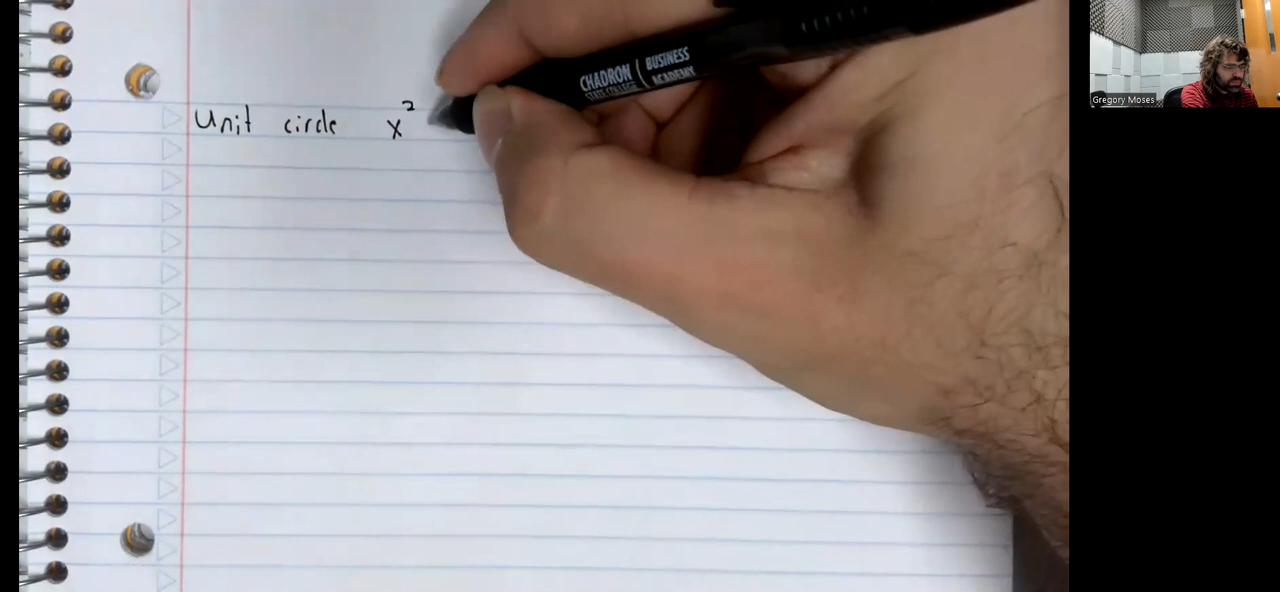 Unit circle x²
CHADRON STATE COLLEGE | BUSINESS ACADEMY
Gregory Moses